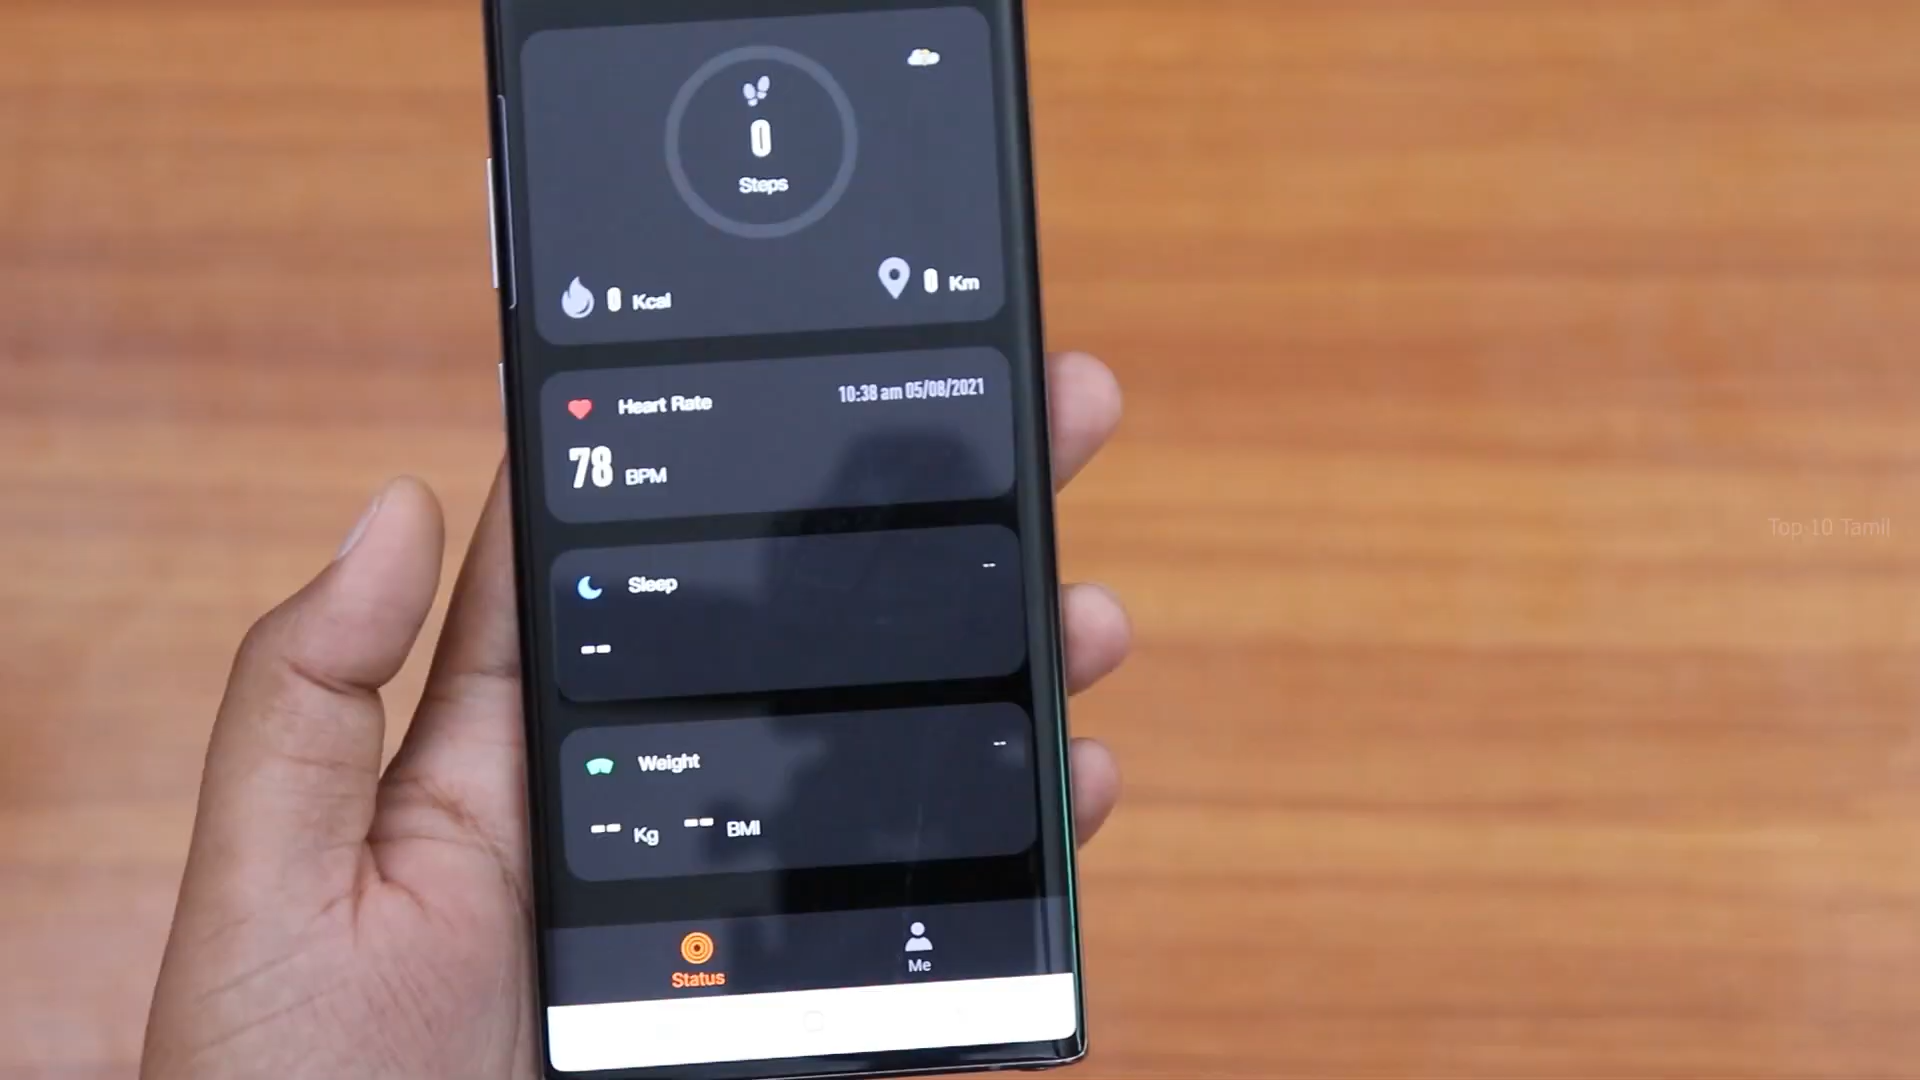 0
Steps
0 Kcal
0 Km
Heart Rate
10:38 am 05/08/2021
78 BPM
Sleep
--
--
Weight
--
-- Kg -- BMI
Status
Me
Top-10 Tamil